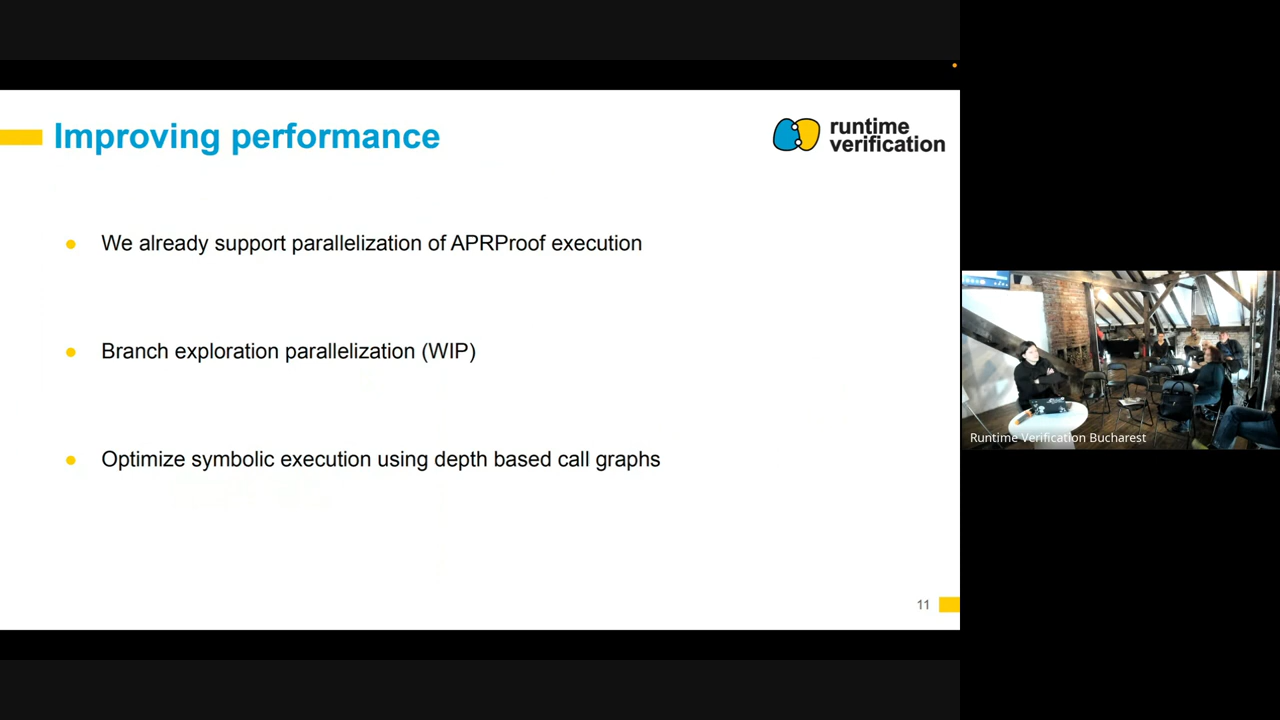 Improving performance
runtime
verification
We already support parallelization of APRProof execution
Branch exploration parallelization (WIP)
Optimize symbolic execution using depth based call graphs
11
Runtime Verification Bucharest